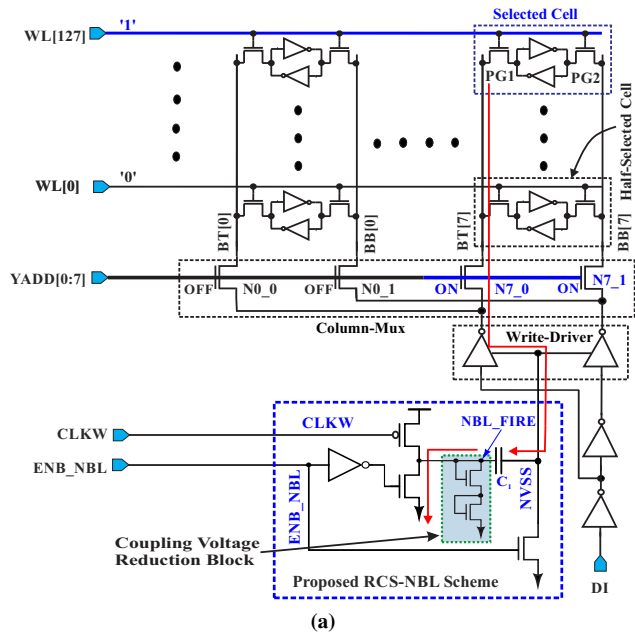 Selected Cell
WL[127]
'1'
PG1
PG2
Half-Selected Cell
WL[0]
'0'
BT[0]
BB[0]
BT[7]
BB[7]
YADD[0:7]
OFF
N0_0
OFF
N0_1
ON
N7_0
ON
N7_1
Column-Mux
Write-Driver
CLKW
CLKW
NBL_FIRE
ENB_NBL
ENB_NBL
C₁
NVSS
Coupling Voltage
Reduction Block
Proposed RCS-NBL Scheme
DI
(a)